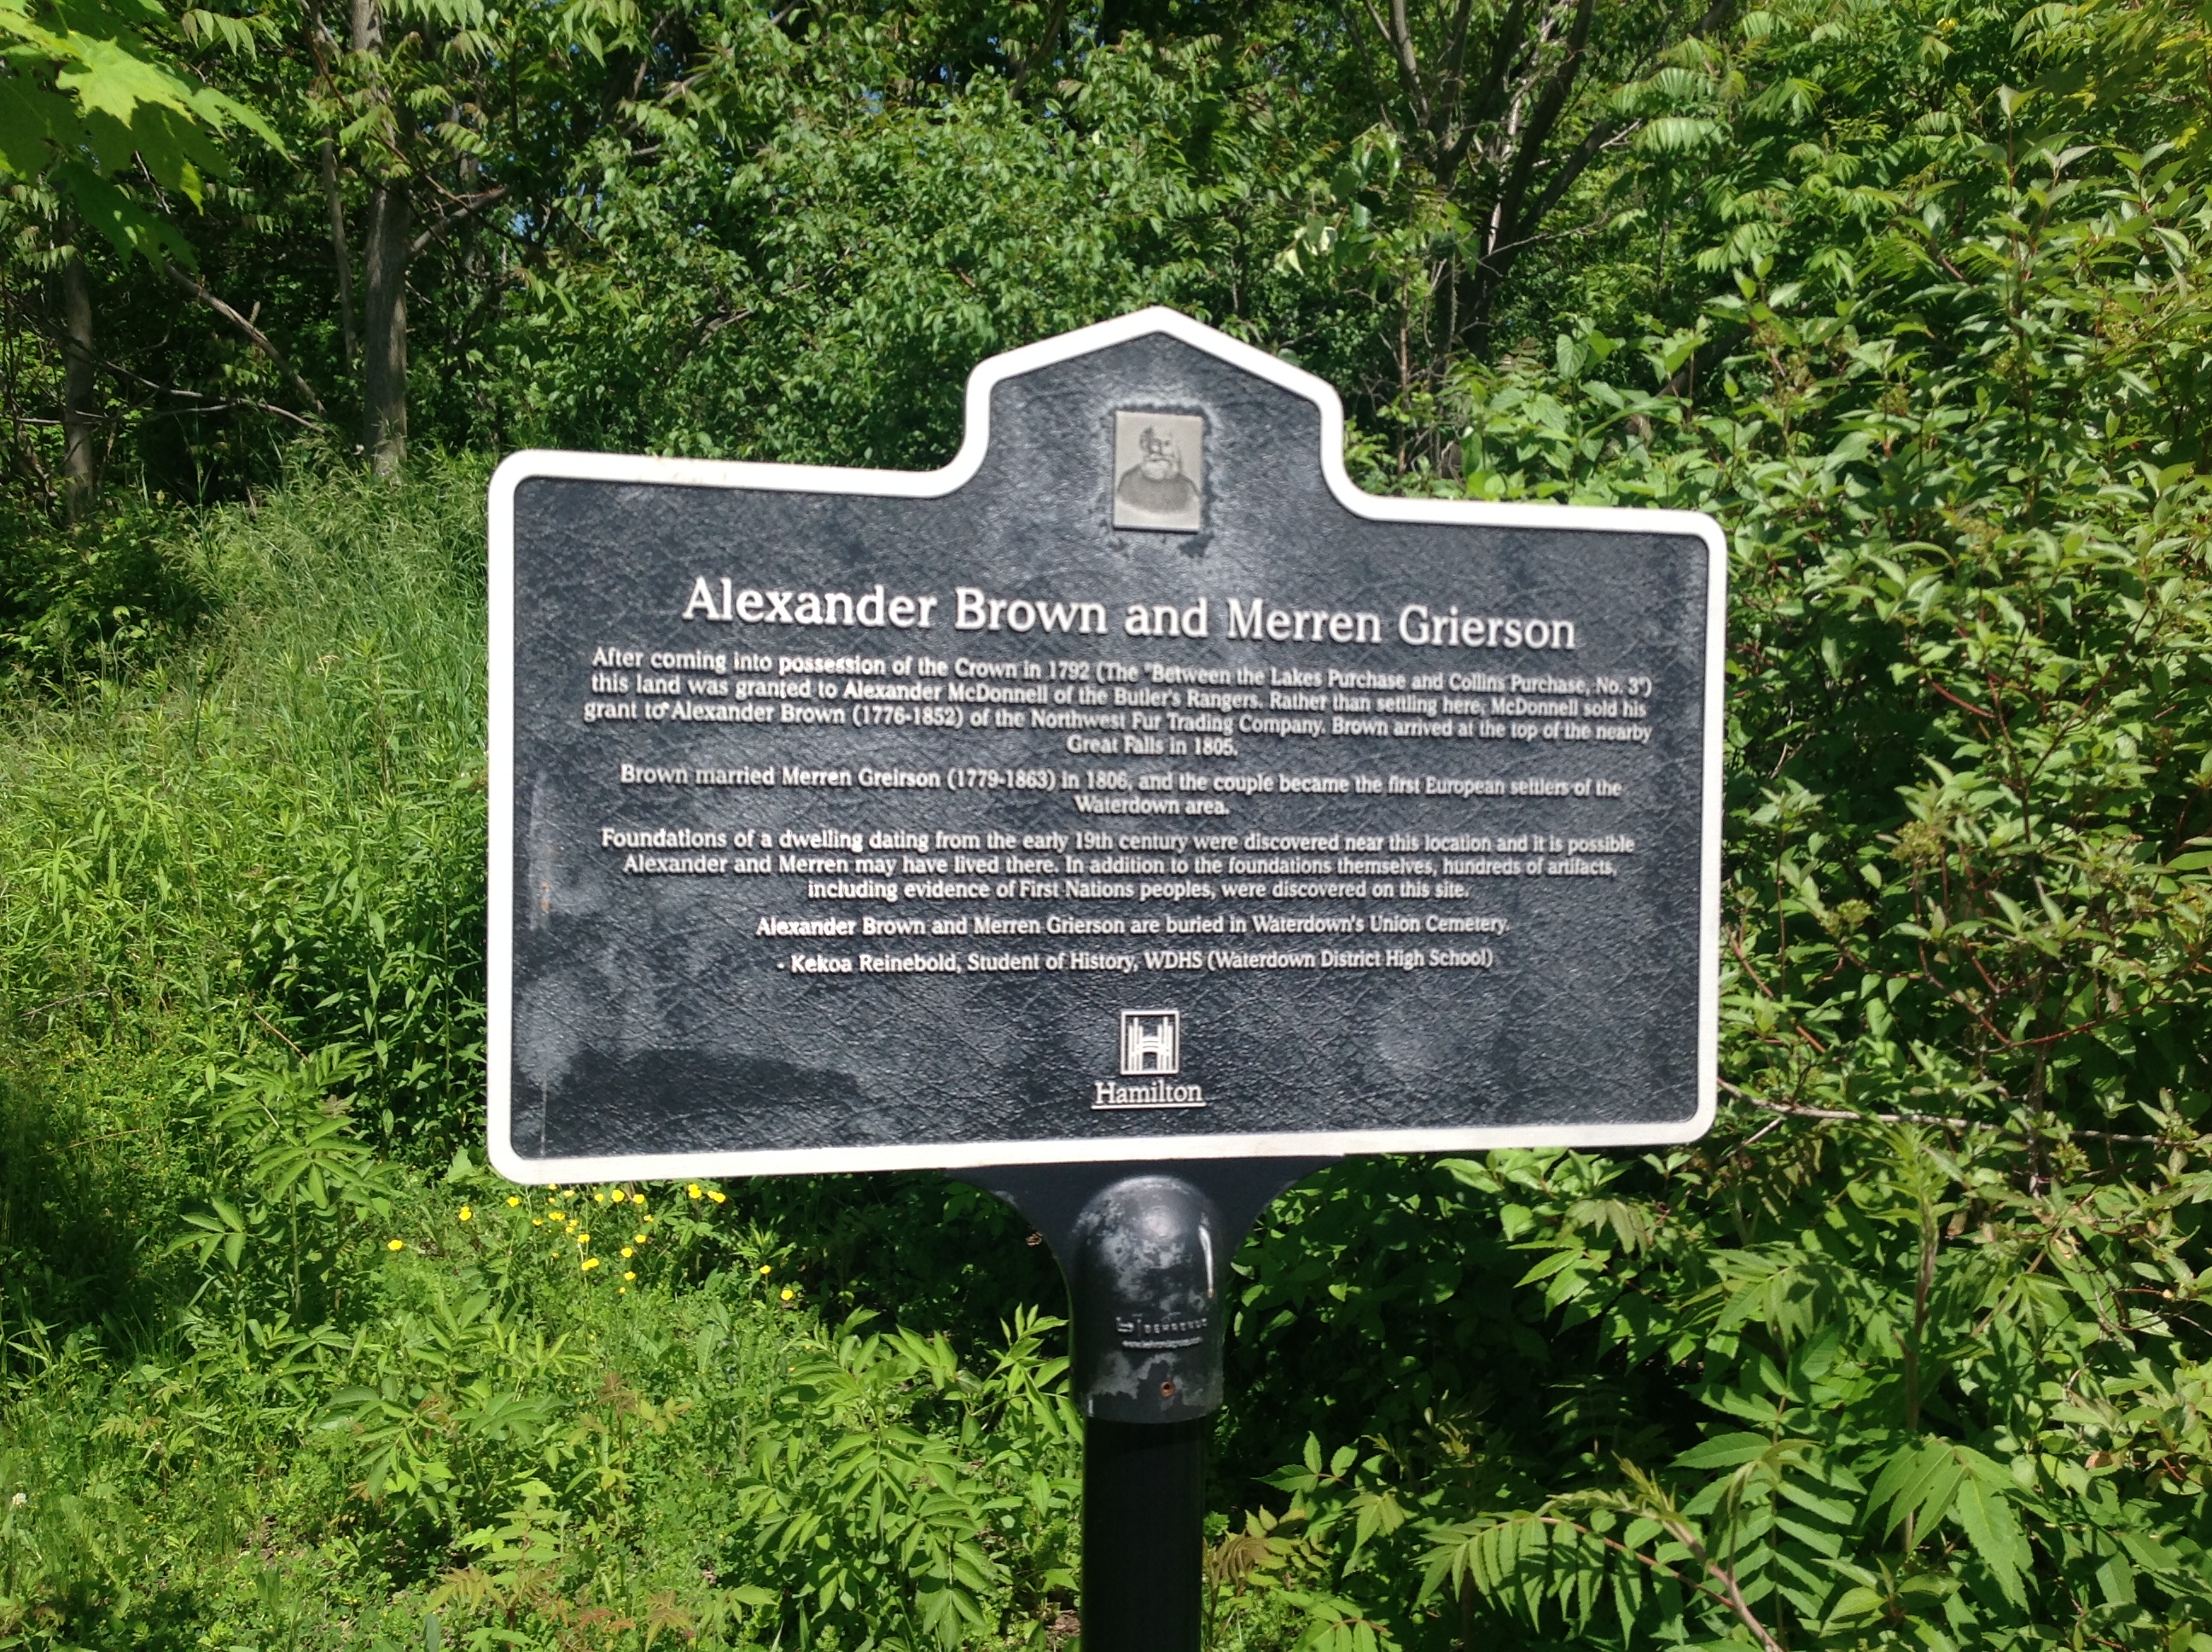 Alexander Brown and Merren Grierson
After coming into possession of the Crown in 1792 (The "Between the Lakes Purchase and Collins Purchase, No. 3")
this land was granted to Alexander McDonnell of the Butler's Rangers. Rather than settling here, McDonnell sold his
grant to Alexander Brown (1776-1852) of the Northwest Fur Trading Company. Brown arrived at the top of the nearby
Great Falls in 1805.
Brown married Merren Greirson (1779-1863) in 1806, and the couple became the first European settlers of the
Waterdown area.
Foundations of a dwelling dating from the early 19th century were discovered near this location and it is possible
Alexander and Merren may have lived there. In addition to the foundations themselves, hundreds of artifacts,
including evidence of First Nations peoples, were discovered on this site.
Alexander Brown and Merren Grierson are buried in Waterdown's Union Cemetery.
- Kekoa Reinebold, Student of History, WDHS (Waterdown District High School)
Hamilton